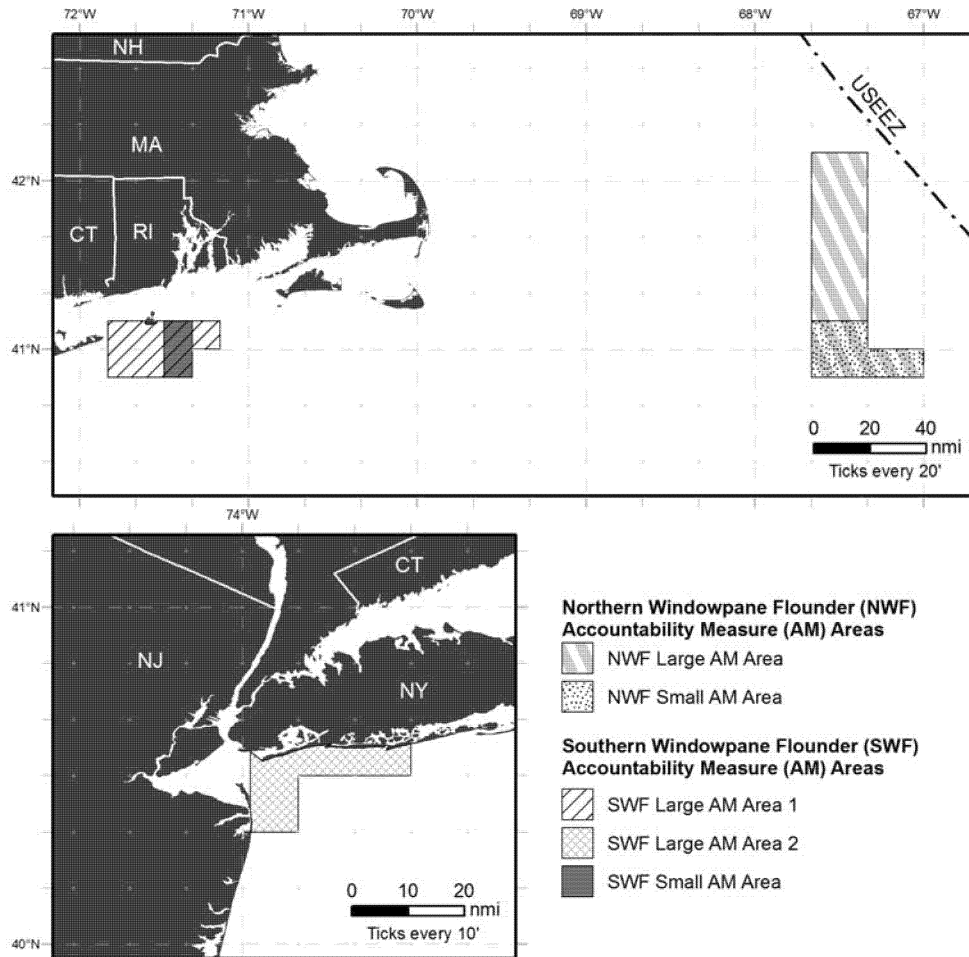 72°W 71°W 70°W 69°W 68°W 67°W
NH
USEEZ
MA
42°N
CT RI
41°N
0 20 40
nmi
Ticks every 20'
74°W
CT
41°N
NJ
NY
0 10 20
nmi
Ticks every 10'
40°N
Northern Windowpane Flounder (NWF)
Accountability Measure (AM) Areas
NWF Large AM Area
NWF Small AM Area
Southern Windowpane Flounder (SWF)
Accountability Measure (AM) Areas
SWF Large AM Area 1
SWF Large AM Area 2
SWF Small AM Area